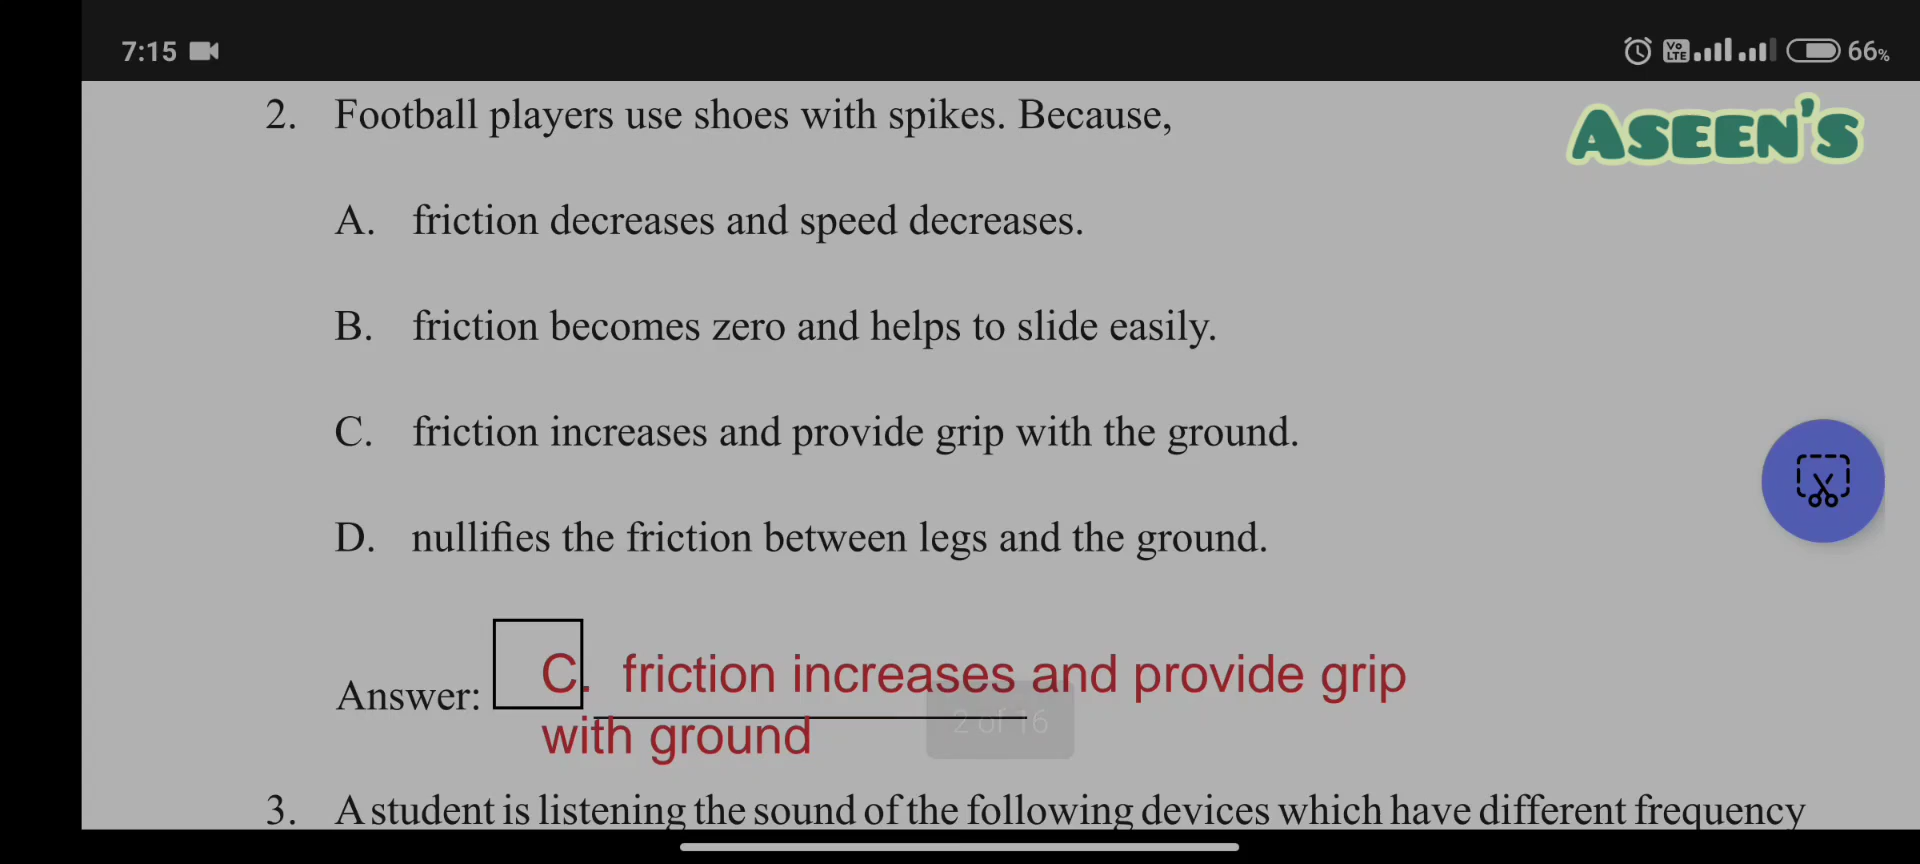 7:15 Vo LTE 66%
2. Football players use shoes with spikes. Because,
ASEEN'S
A. friction decreases and speed decreases.
B. friction becomes zero and helps to slide easily.
C. friction increases and provide grip with the ground.
D. nullifies the friction between legs and the ground.
Answer: C. friction increases and provide grip
with ground
2 of 16
3. A student is listening the sound of the following devices which have different frequency